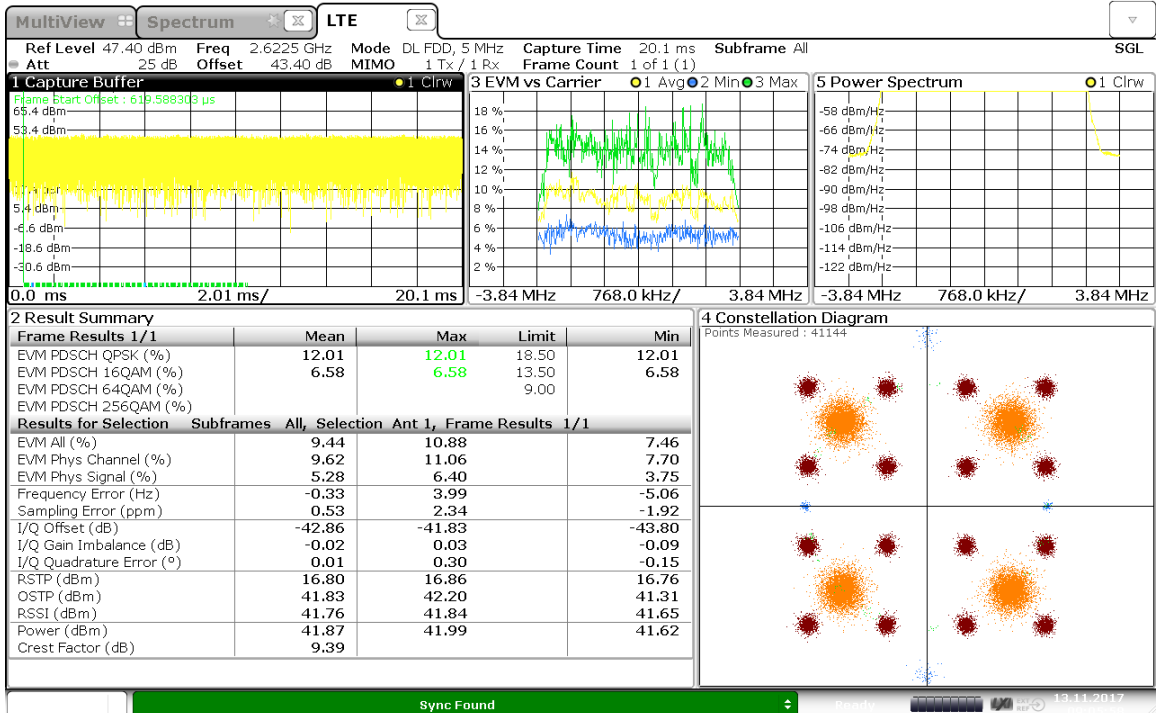 MultiView Spectrum LTE
Ref Level 47.40 dBm Freq 2.6225 GHz Mode DL FDD, 5 MHz Capture Time 20.1 ms Subframe All SGL
Att 25 dB Offset 43.40 dB MIMO 1 Tx / 1 Rx Frame Count 1 of 1 (1)
1 Capture Buffer 1 Clrw
Frame Start Offset : 619.588303 µs
65.4 dBm
53.4 dBm
5.4 dBm
-6.6 dBm
-18.6 dBm
-30.6 dBm
0.0 ms 2.01 ms/ 20.1 ms
3 EVM vs Carrier 1 Avg 2 Min 3 Max
18 %
16 %
14 %
12 %
10 %
8 %
6 %
4 %
2 %
-3.84 MHz 768.0 kHz/ 3.84 MHz
5 Power Spectrum 1 Clrw
-58 dBm/Hz
-66 dBm/Hz
-74 dBm/Hz
-82 dBm/Hz
-90 dBm/Hz
-98 dBm/Hz
-106 dBm/Hz
-114 dBm/Hz
-122 dBm/Hz
-3.84 MHz 768.0 kHz/ 3.84 MHz
2 Result Summary
Frame Results 1/1 Mean Max Limit Min
EVM PDSCH QPSK (%) 12.01 12.01 18.50 12.01
EVM PDSCH 16QAM (%) 6.58 6.58 13.50 6.58
EVM PDSCH 64QAM (%) 9.00
EVM PDSCH 256QAM (%)
Results for Selection Subframes All, Selection Ant 1, Frame Results 1/1
EVM All (%) 9.44 10.88 7.46
EVM Phys Channel (%) 9.62 11.06 7.70
EVM Phys Signal (%) 5.28 6.40 3.75
Frequency Error (Hz) -0.33 3.99 -5.06
Sampling Error (ppm) 0.53 2.34 -1.92
I/Q Offset (dB) -42.86 -41.83 -43.80
I/Q Gain Imbalance (dB) -0.02 0.03 -0.09
I/Q Quadrature Error (°) 0.01 0.30 -0.15
RSTP (dBm) 16.80 16.86 16.76
OSTP (dBm) 41.83 42.20 41.31
RSSI (dBm) 41.76 41.84 41.65
Power (dBm) 41.87 41.99 41.62
Crest Factor (dB) 9.39
4 Constellation Diagram
Points Measured : 41144
Sync Found
Ready
LXI
EXT
REF
13.11.2017